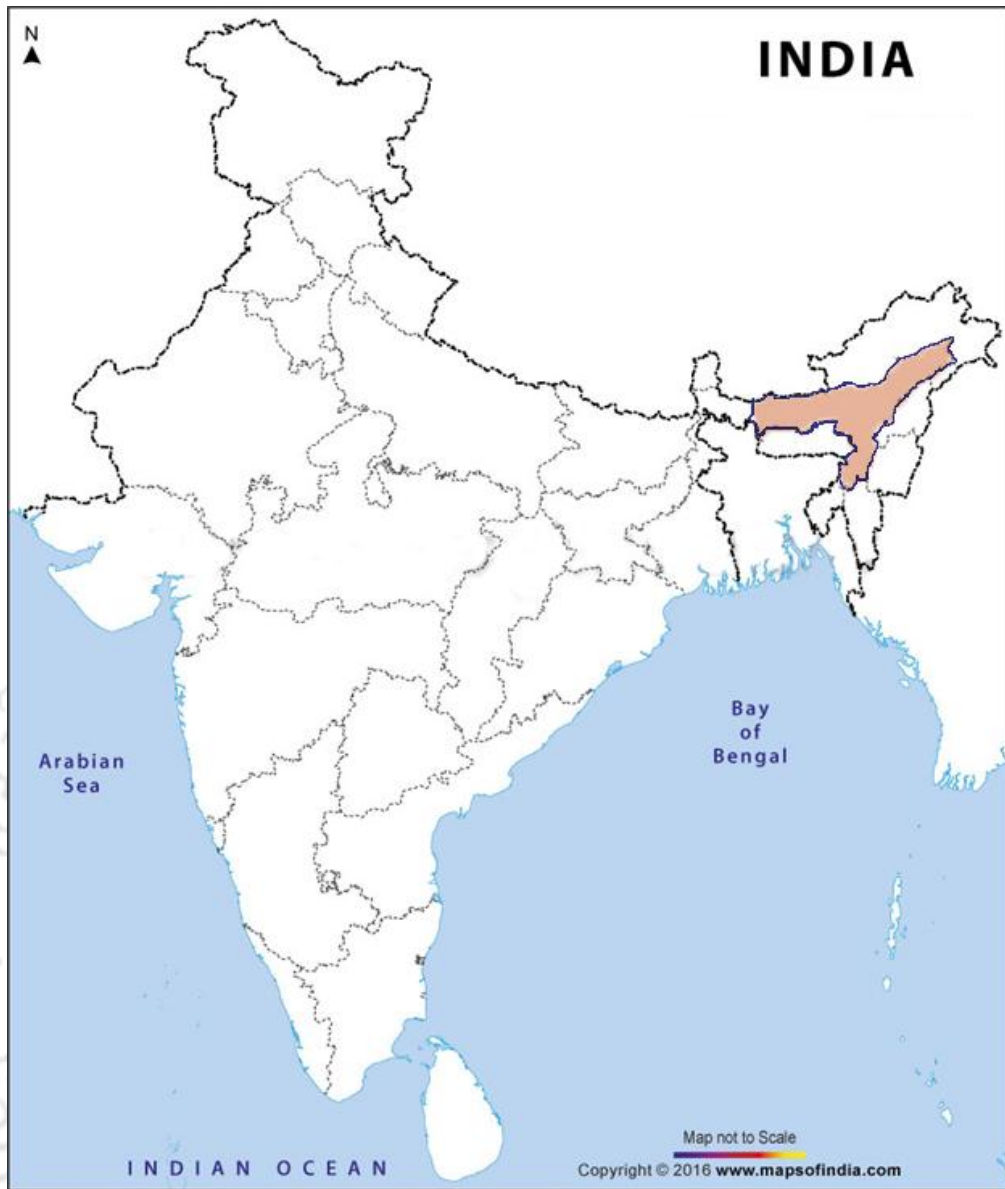 N
INDIA
Arabian
Sea
Bay
of
Bengal
INDIAN OCEAN
Map not to Scale
Copyright © 2016 www.mapsofindia.com